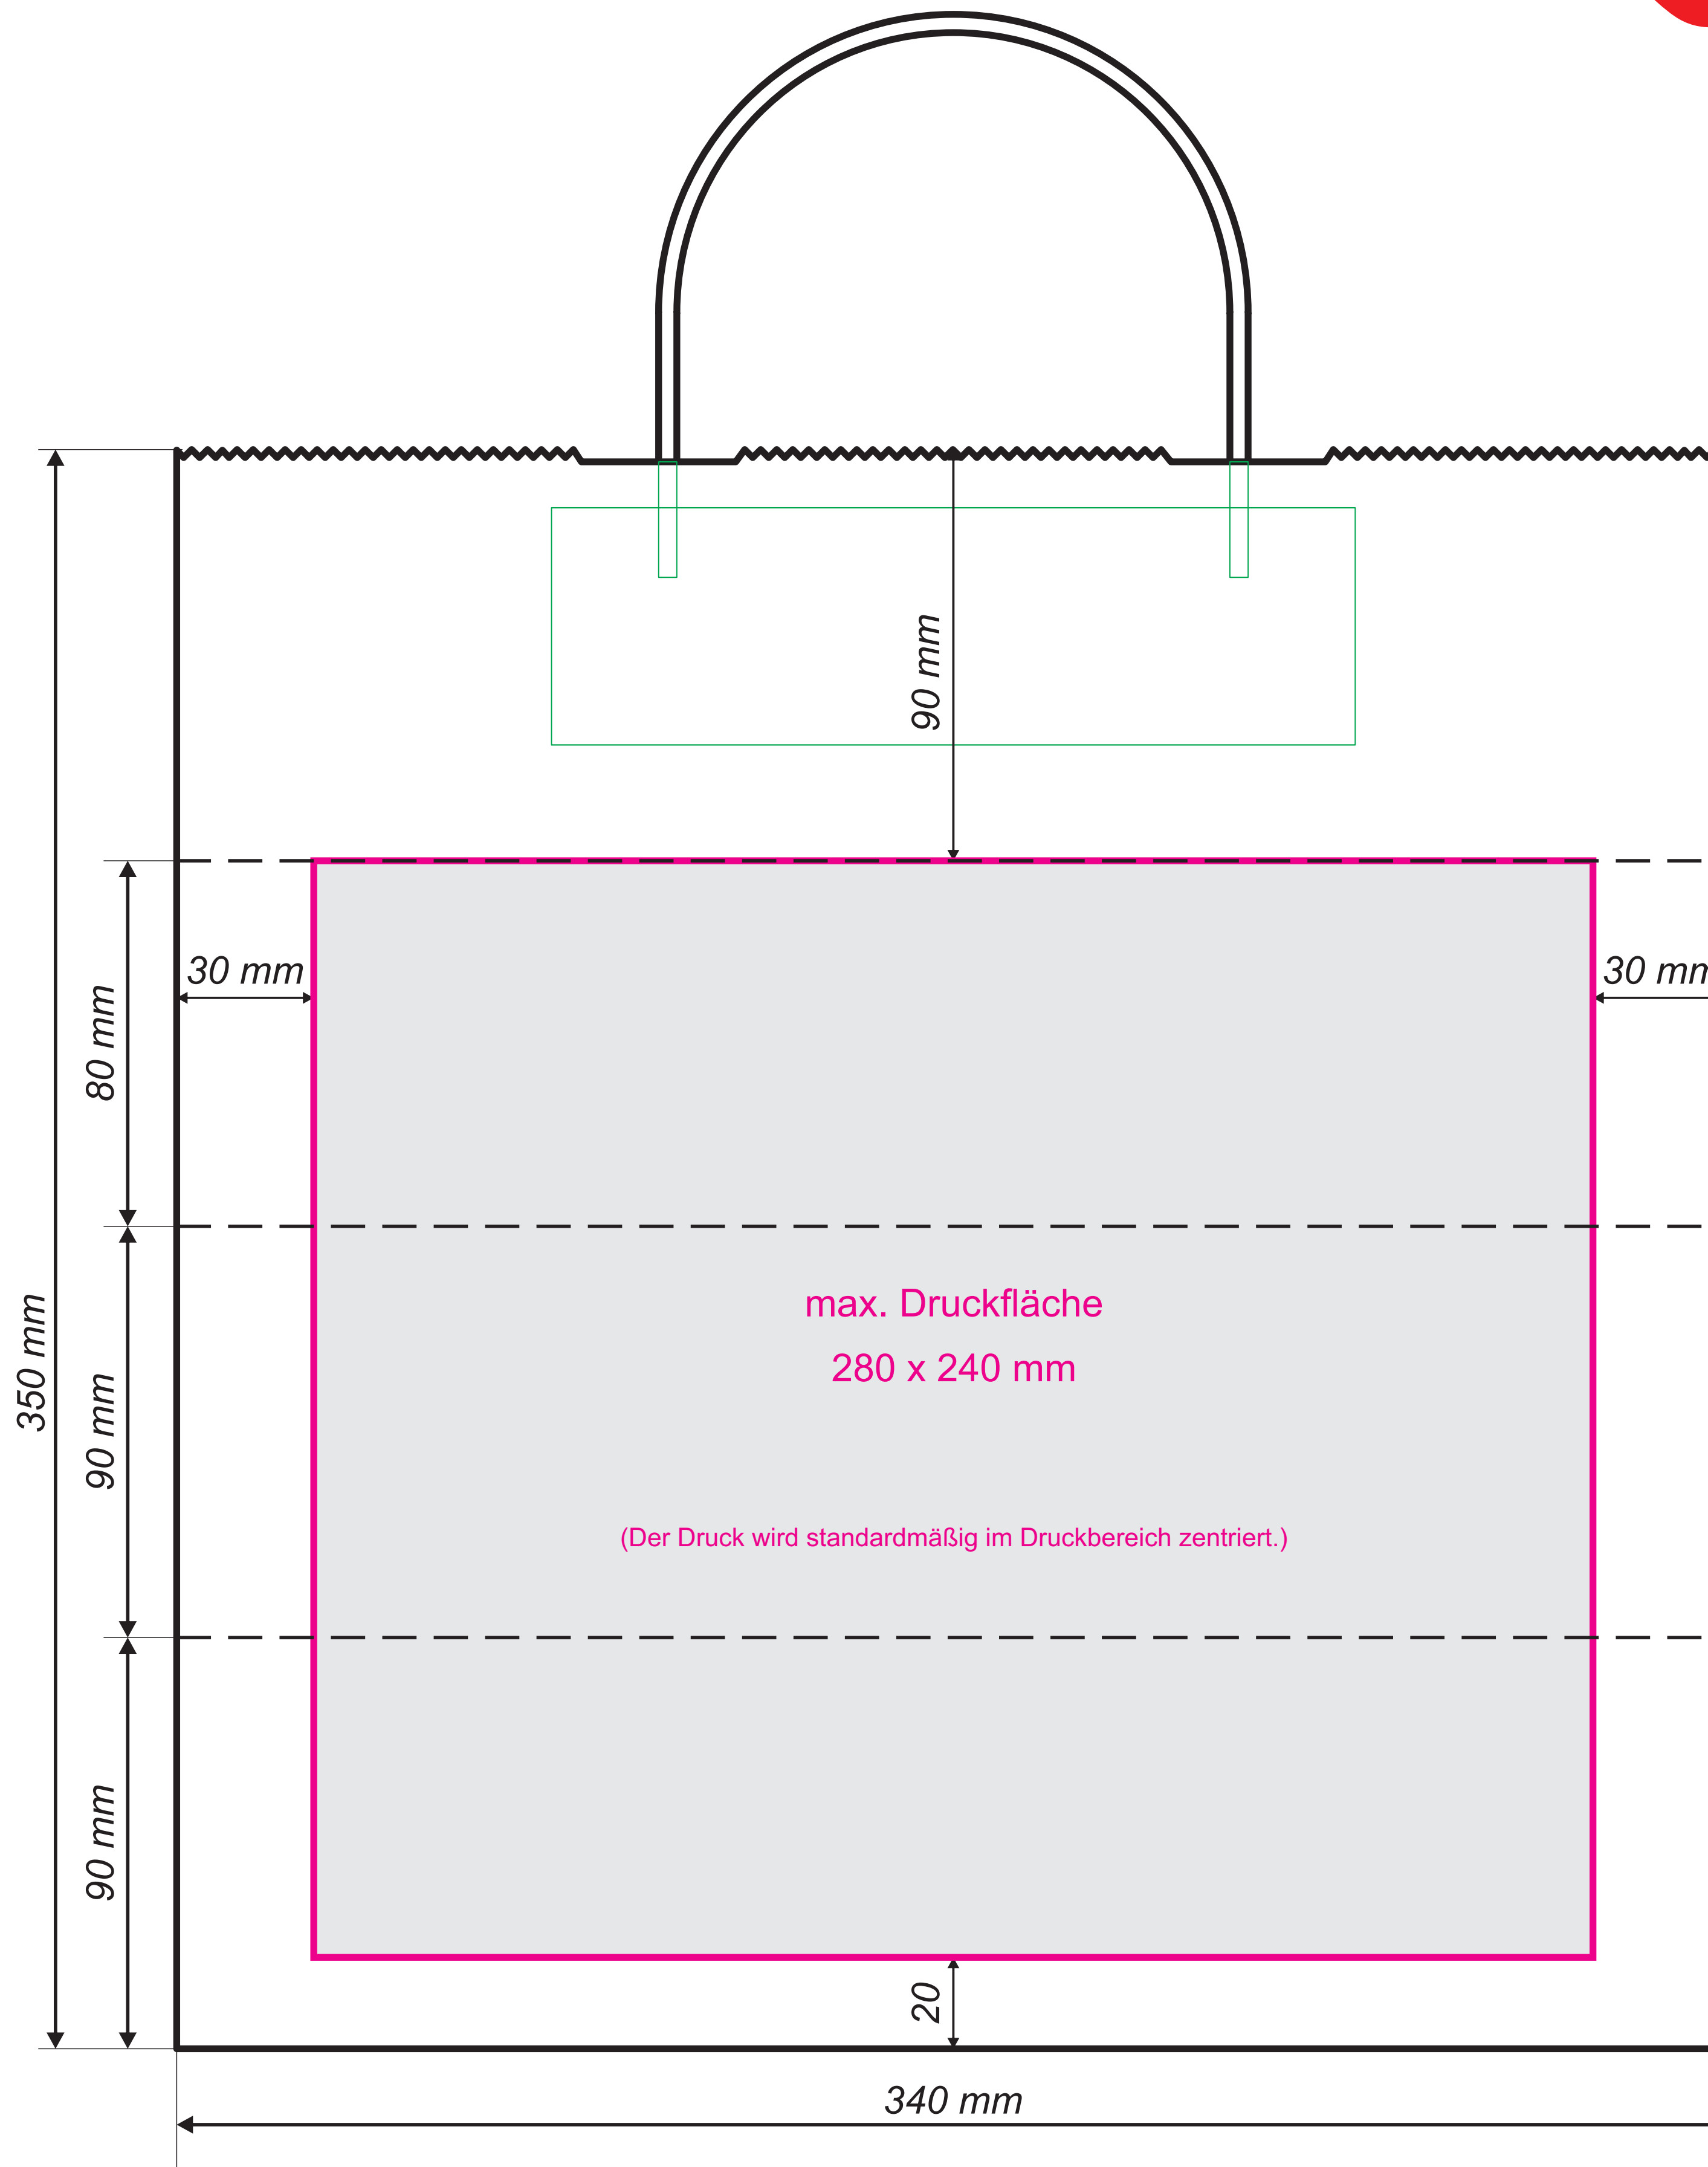 90 mm
30 mm
30 mm
80 mm
max. Druckfläche
280 x 240 mm
350 mm
90 mm
(Der Druck wird standardmäßig im Druckbereich zentriert.)
90 mm
20
340 mm